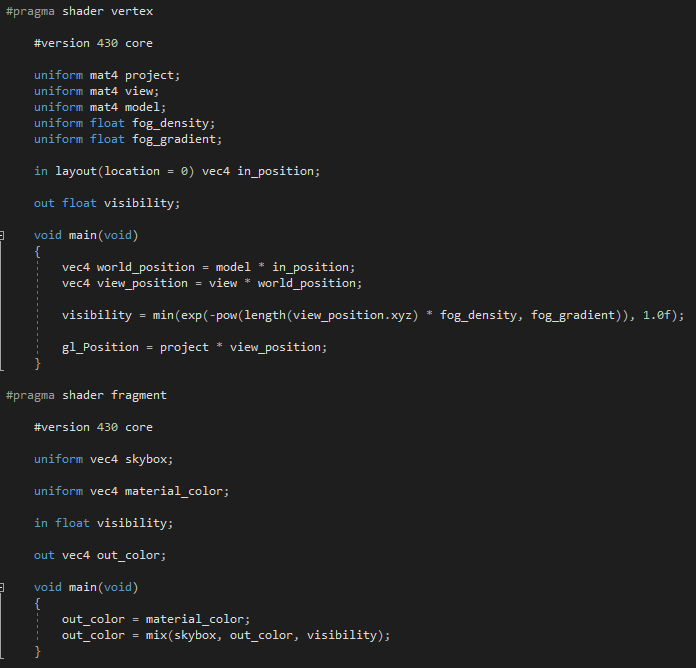 #pragma shader vertex
#version 430 core
uniform mat4 project;
uniform mat4 view;
uniform mat4 model;
uniform float fog_density;
uniform float fog_gradient;
in layout(location = 0) vec4 in_position;
out float visibility;
void main(void)
{
vec4 world_position = model * in_position;
vec4 view_position = view * world_position;
visibility = min(exp(-pow(length(view_position.xyz) * fog_density, fog_gradient)), 1.0f);
gl_Position = project * view_position;
}
#pragma shader fragment
#version 430 core
uniform vec4 skybox;
uniform vec4 material_color;
in float visibility;
out vec4 out_color;
void main(void)
{
out_color = material_color;
out_color = mix(skybox, out_color, visibility);
}